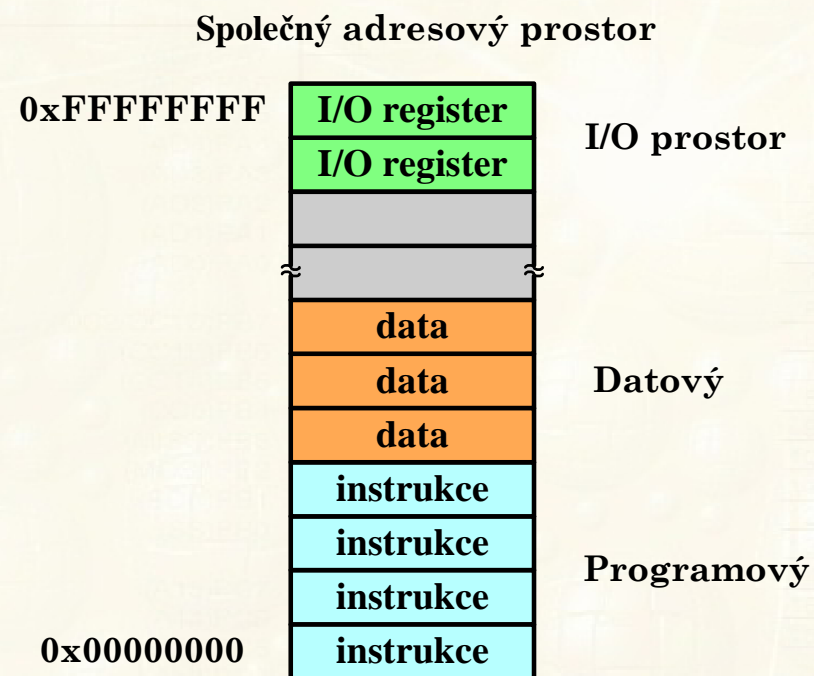 Společný adresový prostor
0xFFFFFFFF
I/O register
I/O register
I/O prostor
data
data
data
Datový
instrukce
instrukce
instrukce
instrukce
Programový
0x00000000